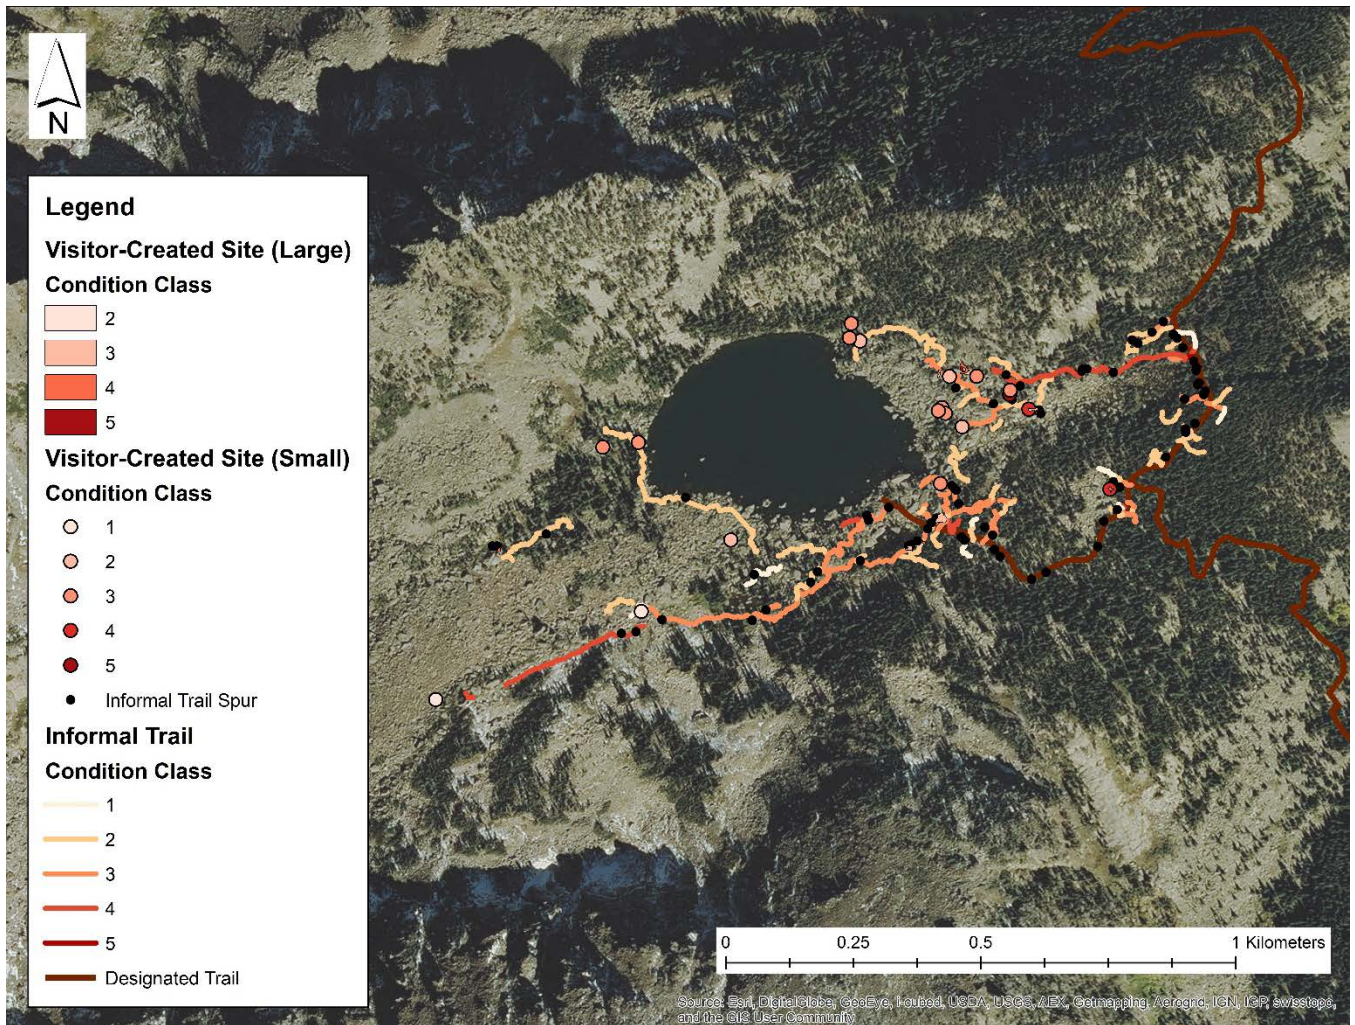 N
Legend
Visitor-Created Site (Large)
Condition Class
2
3
4
5
Visitor-Created Site (Small)
Condition Class
1
2
3
4
5
Informal Trail Spur
Informal Trail
Condition Class
1
2
3
4
5
Designated Trail
0 0.25 0.5 1 Kilometers
Source: Esri, DigitalGlobe, GeoEye, i-cubed, USDA, USGS, AEX, Getmapping, Aerogrid, IGN, IGP, swisstopo,
and the GIS User Community